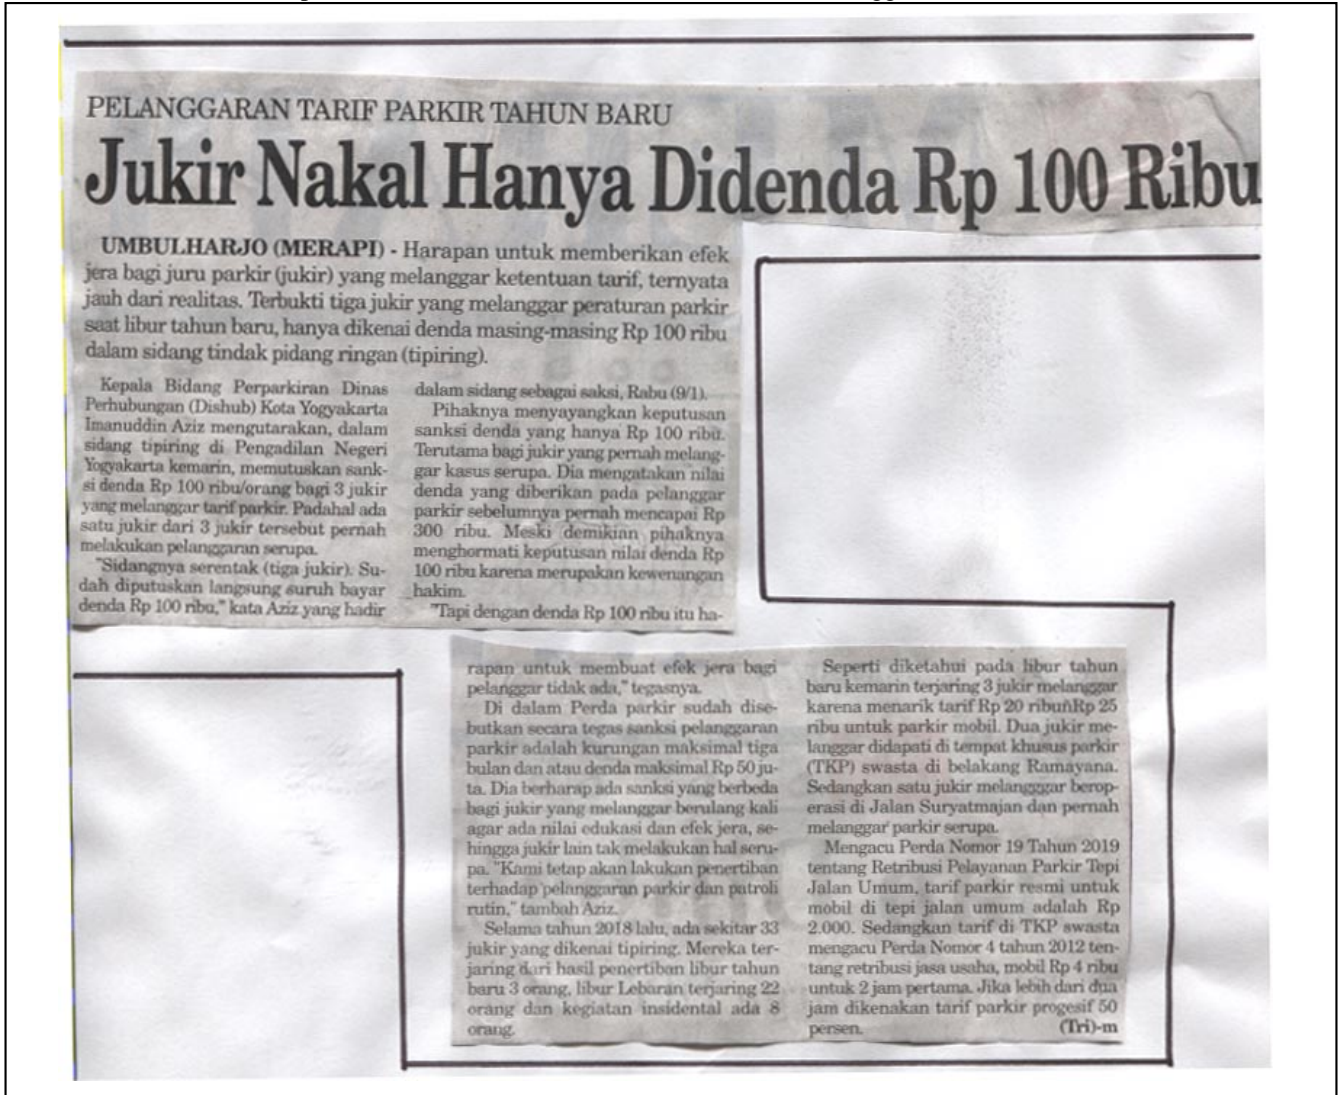 PELANGGARAN TARIF PARKIR TAHUN BARU
Jukir Nakal Hanya Didenda Rp 100 Ribu
UMBULHARJO (MERAPI) - Harapan untuk memberikan efek
jera bagi juru parkir (jukir) yang melanggar ketentuan tarif, ternyata
jauh dari realitas. Terbukti tiga jukir yang melanggar peraturan parkir
saat libur tahun baru, hanya dikenai denda masing-masing Rp 100 ribu
dalam sidang tindak pidana ringan (tipiring).
Kepala Bidang Perparkiran Dinas
Perhubungan (Dishub) Kota Yogyakarta
Imanuddin Aziz mengutarakan, dalam
sidang tipiring di Pengadilan Negeri
Yogyakarta kemarin, memutuskan sank-
si denda Rp 100 ribu/orang bagi 3 jukir
yang melanggar tarif parkir. Padahal ada
satu jukir dari 3 jukir tersebut pernah
melakukan pelanggaran serupa.
"Sidangnya serentak (tiga jukir). Su-
dah diputuskan langsung suruh bayar
denda Rp 100 ribu," kata Aziz yang hadir
dalam sidang sebagai saksi, Rabu (9/1).
Pihaknya menyayangkan keputusan
sanksi denda yang hanya Rp 100 ribu.
Terutama bagi jukir yang pernah melang-
gar kasus serupa. Dia mengatakan nilai
denda yang diberikan pada pelanggar
parkir sebelumnya pernah mencapai Rp
300 ribu. Meski demikian pihaknya
menghormati keputusan nilai denda Rp
100 ribu karena merupakan kewenangan
hakim.
"Tapi dengan denda Rp 100 ribu itu ha-
rapan untuk membuat efek jera bagi
pelanggar tidak ada," tegasnya.
Di dalam Perda parkir sudah dise-
butkan secara tegas sanksi pelanggaran
parkir adalah kurungan maksimal tiga
bulan dan atau denda maksimal Rp 50 ju-
ta. Dia berharap ada sanksi yang berbeda
bagi jukir yang melanggar berulang kali
agar ada nilai edukasi dan efek jera, se-
hingga jukir lain tak melakukan hal seru-
pa. "Kami tetap akan lakukan penertiban
terhadap pelanggaran parkir dan patroli
rutin," tambah Aziz.
Selama tahun 2018 lalu, ada sekitar 33
jukir yang dikenai tipiring. Mereka ter-
jaring dari hasil penertiban libur tahun
baru 3 orang, libur Lebaran terjaring 22
orang dan kegiatan insidental ada 8
orang.
Seperti diketahui pada libur tahun
baru kemarin terjaring 3 jukir melanggar
karena menarik tarif Rp 20 ribuñRp 25
ribu untuk parkir mobil. Dua jukir me-
langgar didapati di tempat khusus parkir
(TKP) swasta di belakang Ramayana.
Sedangkan satu jukir melangggar berop-
erasi di Jalan Suryatmajan dan pernah
melanggar parkir serupa.
Mengacu Perda Nomor 19 Tahun 2019
tentang Retribusi Pelayanan Parkir Tepi
Jalan Umum, tarif parkir resmi untuk
mobil di tepi jalan umum adalah Rp
2.000. Sedangkan tarif di TKP swasta
mengacu Perda Nomor 4 tahun 2012 ten-
tang retribusi jasa usaha, mobil Rp 4 ribu
untuk 2 jam pertama. Jika lebih dari dua
jam dikenakan tarif parkir progesif 50
persen. (Tri)-m